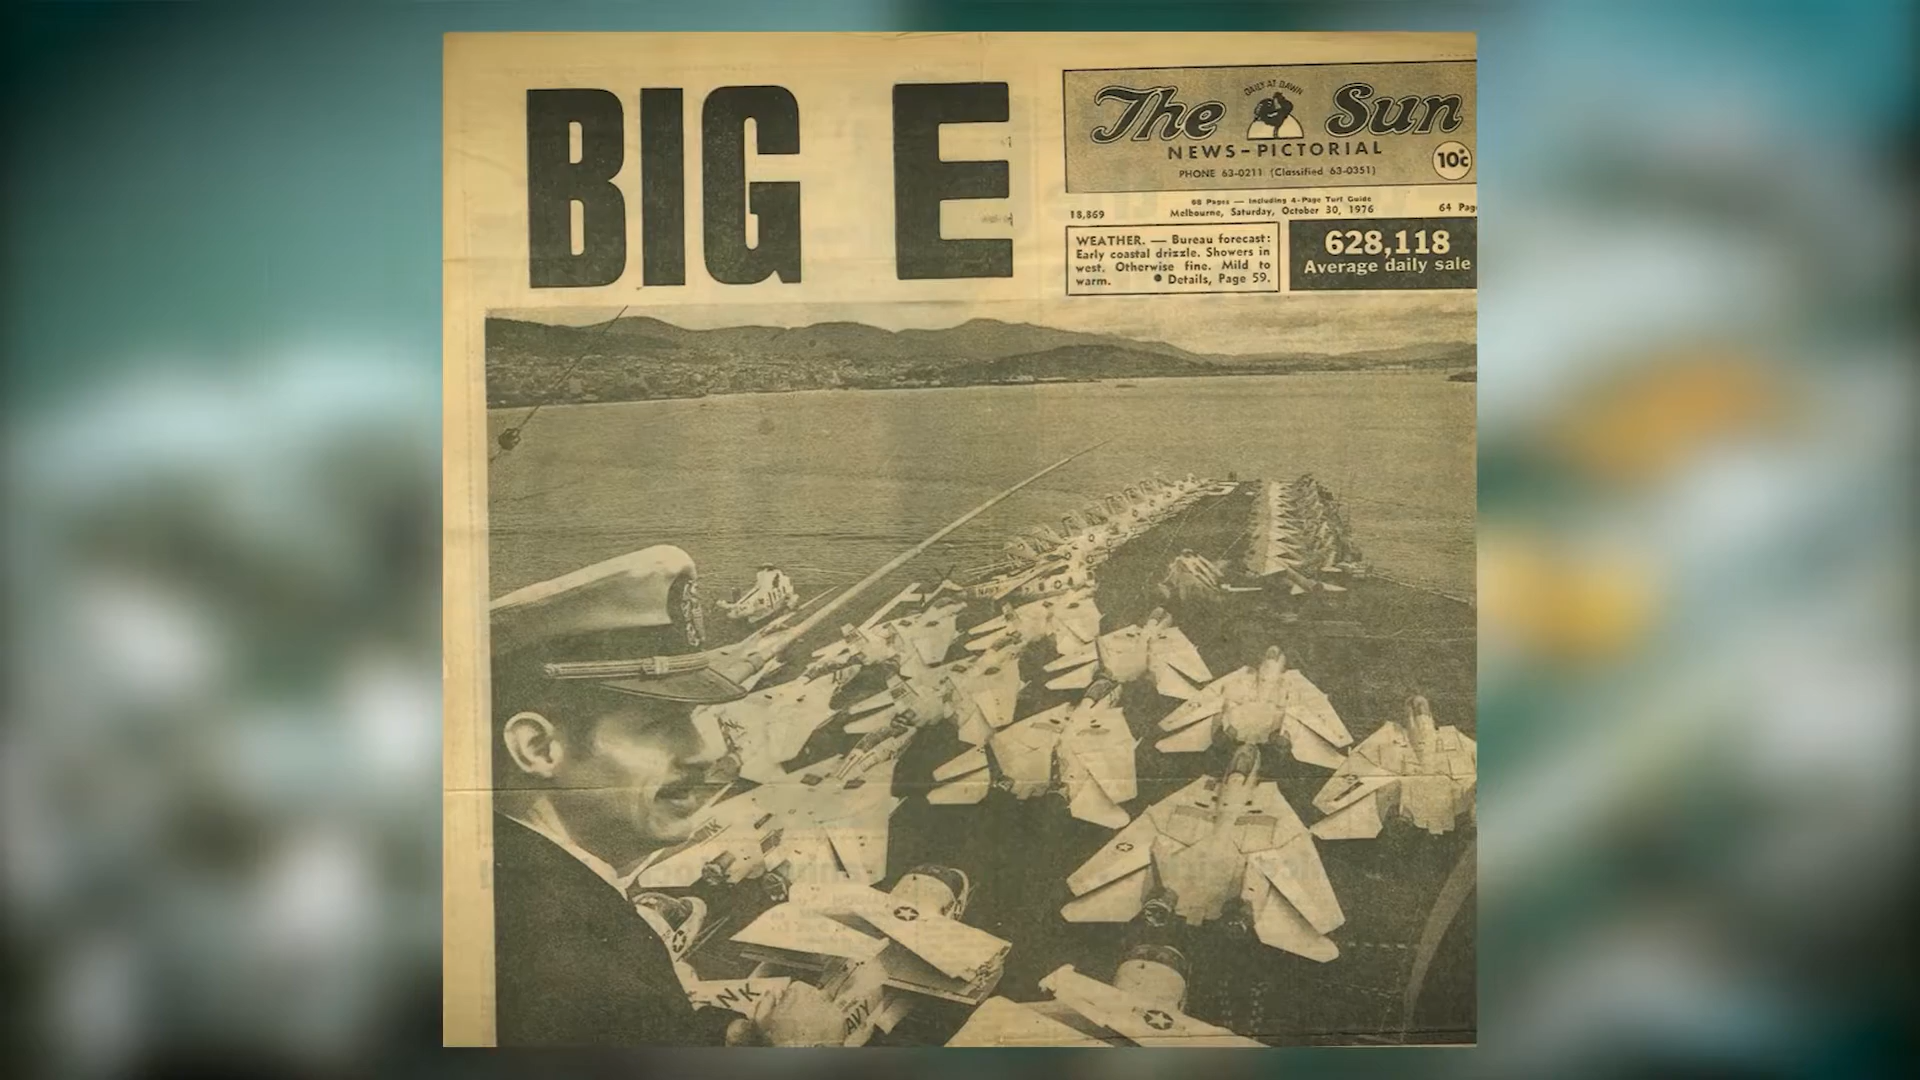 BIG E
DAILY AT DAWN
The Sun
NEWS-PICTORIAL
10c
PHONE 63-0211 (Classified 63-0351)
68 Pages — Including 4-Page Turf Guide
18,869 Melbourne, Saturday, October 30, 1976 64 Pag
WEATHER. — Bureau forecast:
Early coastal drizzle. Showers in
west. Otherwise fine. Mild to
warm. ● Details, Page 59.
628,118
Average daily sale
NAVY
NK
NK
AVY